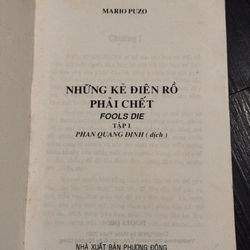 MARIO PUZO
NHỮNG KẺ ĐIÊN RỒ
PHẢI CHẾT
FOOLS DIE
TẬP 1
PHAN QUANG ĐỊNH ( dịch )
NHÀ XUẤT BẢN PHƯƠNG ĐÔNG